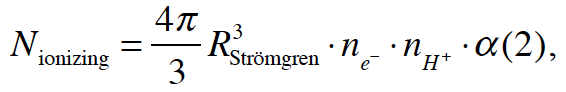 N_ionizing = 4π/3 R³_Strömgren · n_e⁻ · n_H⁺ · α(2),